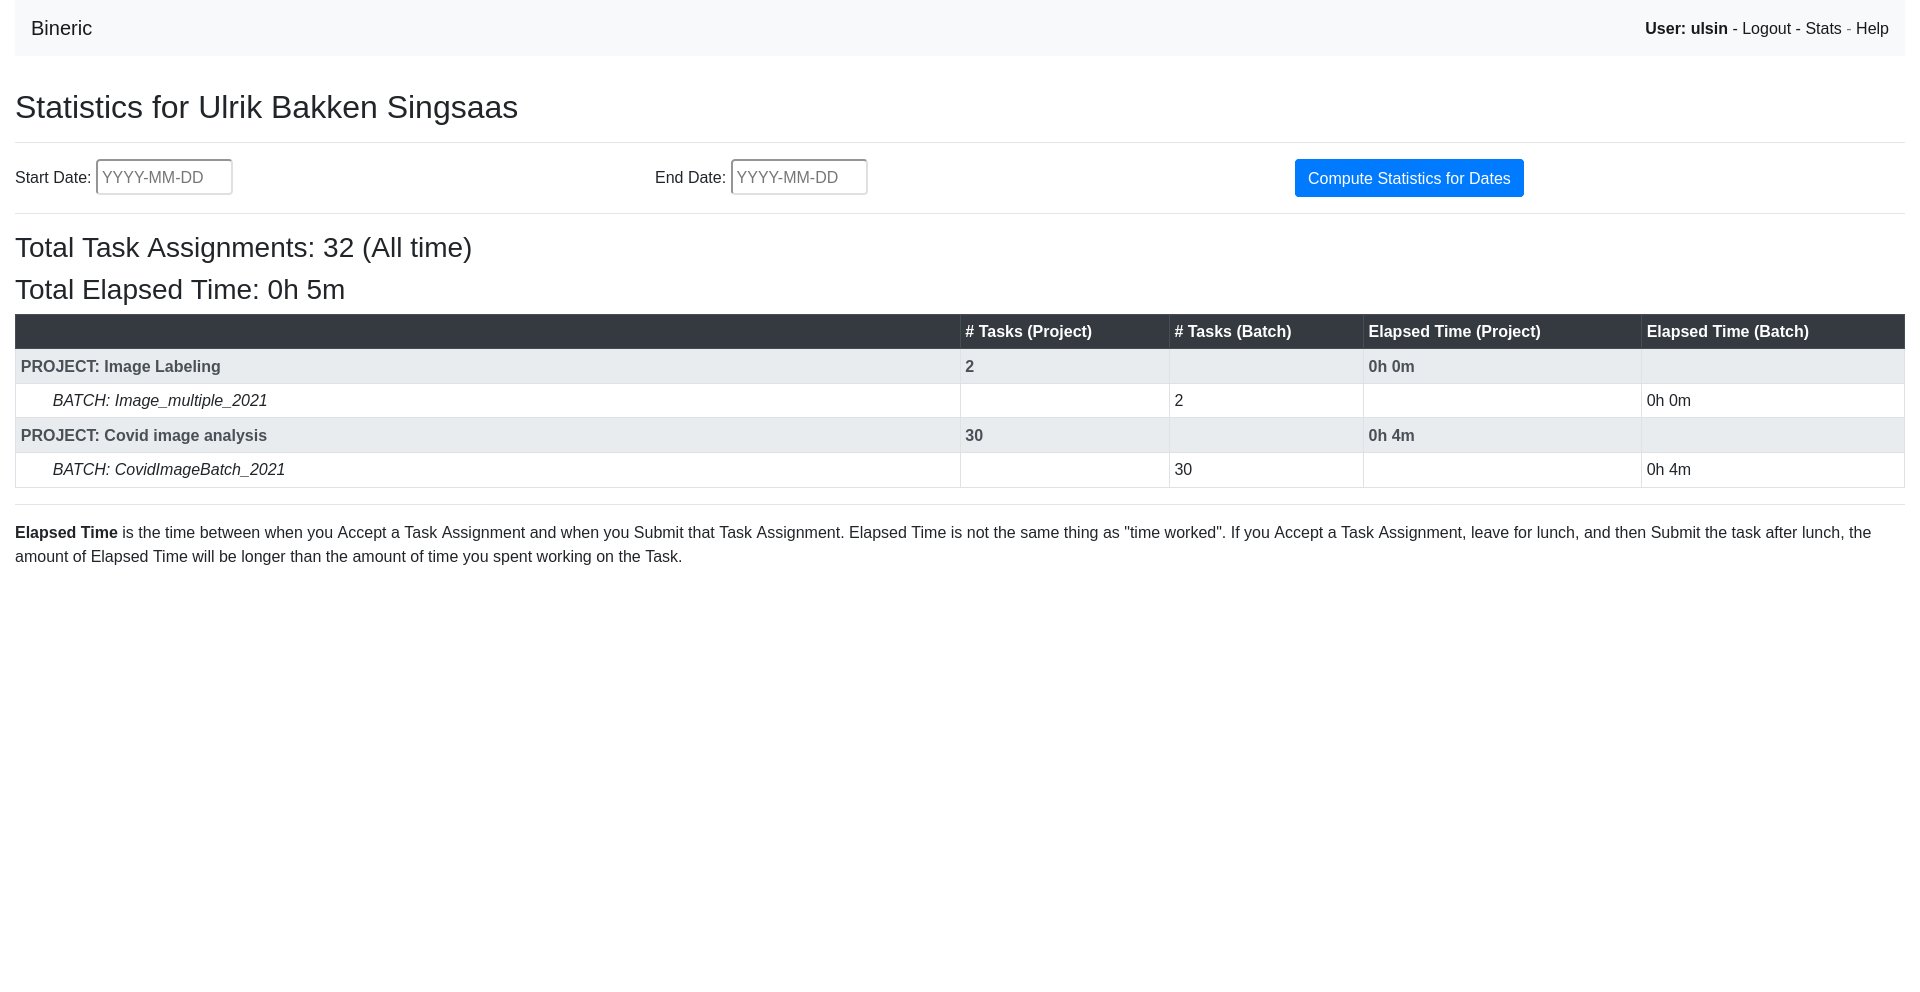 Bineric
User: ulsin - Logout - Stats - Help
Statistics for Ulrik Bakken Singsaas
Start Date: YYYY-MM-DD End Date: YYYY-MM-DD Compute Statistics for Dates
Total Task Assignments: 32 (All time)
Total Elapsed Time: 0h 5m
# Tasks (Project) # Tasks (Batch) Elapsed Time (Project) Elapsed Time (Batch)
PROJECT: Image Labeling 2 0h 0m
BATCH: Image_multiple_2021 2 0h 0m
PROJECT: Covid image analysis 30 0h 4m
BATCH: CovidImageBatch_2021 30 0h 4m
Elapsed Time is the time between when you Accept a Task Assignment and when you Submit that Task Assignment. Elapsed Time is not the same thing as "time worked". If you Accept a Task Assignment, leave for lunch, and then Submit the task after lunch, the
amount of Elapsed Time will be longer than the amount of time you spent working on the Task.